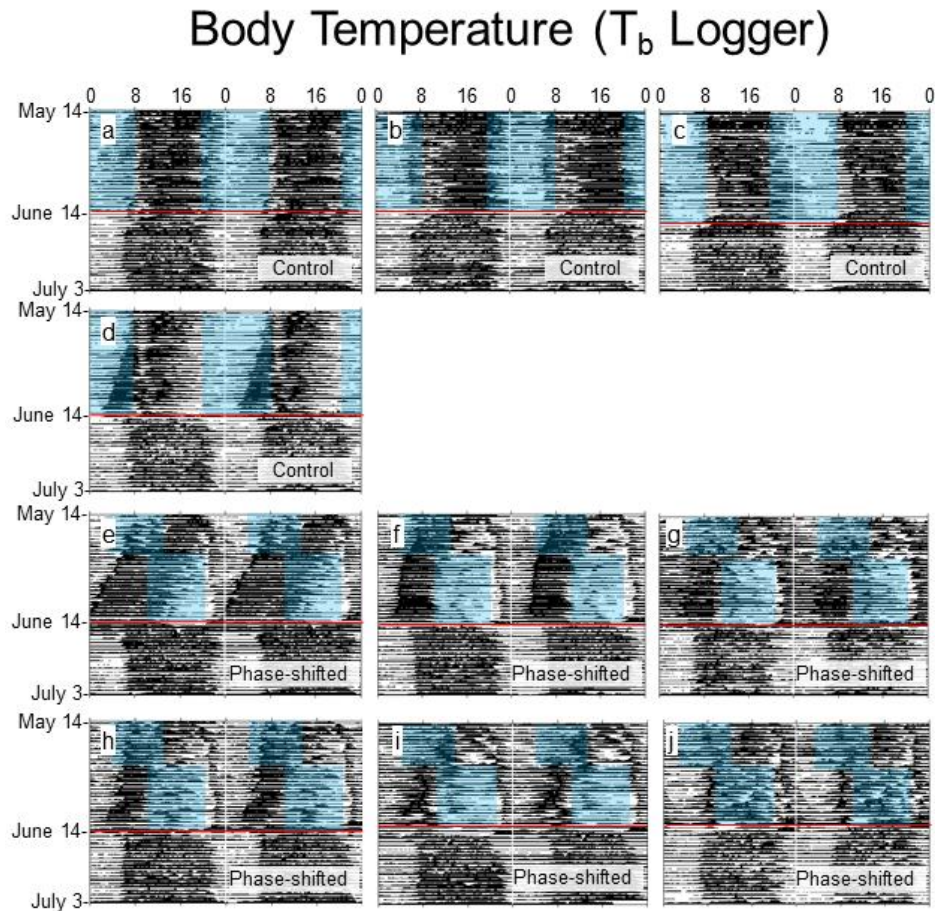 Body Temperature (Tb Logger)
0 8 16 0 8 16 0 0 8 16 0 8 16 0 0 8 16 0 8 16 0
May 14
a b c
June 14
Control Control Control
July 3
May 14
d
June 14
Control
July 3
May 14
e f g
June 14
Phase-shifted Phase-shifted Phase-shifted
July 3
May 14
h i j
June 14
Phase-shifted Phase-shifted Phase-shifted
July 3